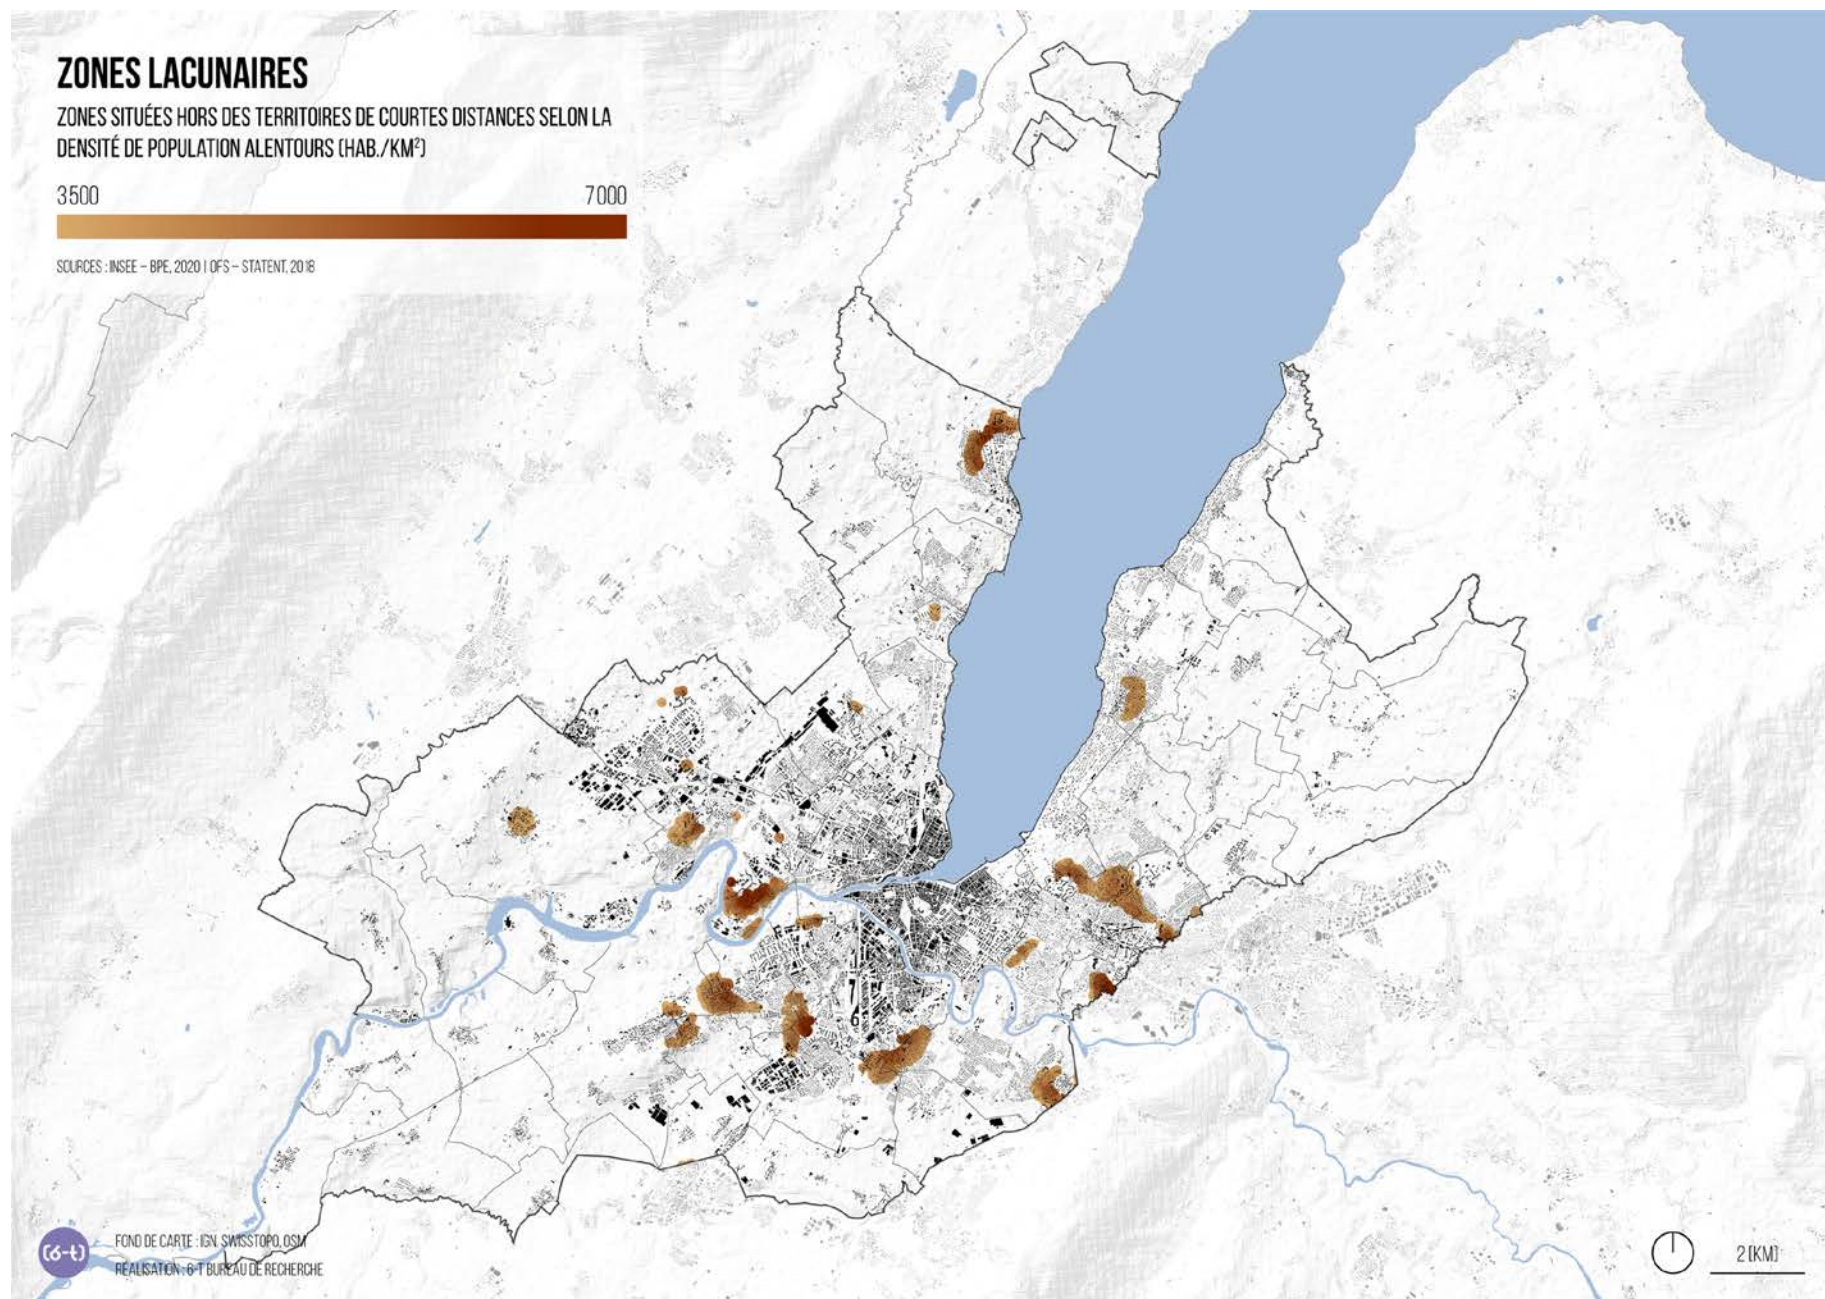 ZONES LACUNAIRES
ZONES SITUÉES HORS DES TERRITOIRES DE COURTES DISTANCES SELON LA
DENSITÉ DE POPULATION ALENTOURS (HAB./KM²)
3500 7000
SOURCES : INSEE – BPE, 2020 | OFS – STATENT, 2018
6
(6-t)
FOND DE CARTE : IGN, SWISSTOPO, OSM
RÉALISATION : 6-T BUREAU DE RECHERCHE
2 [KM]